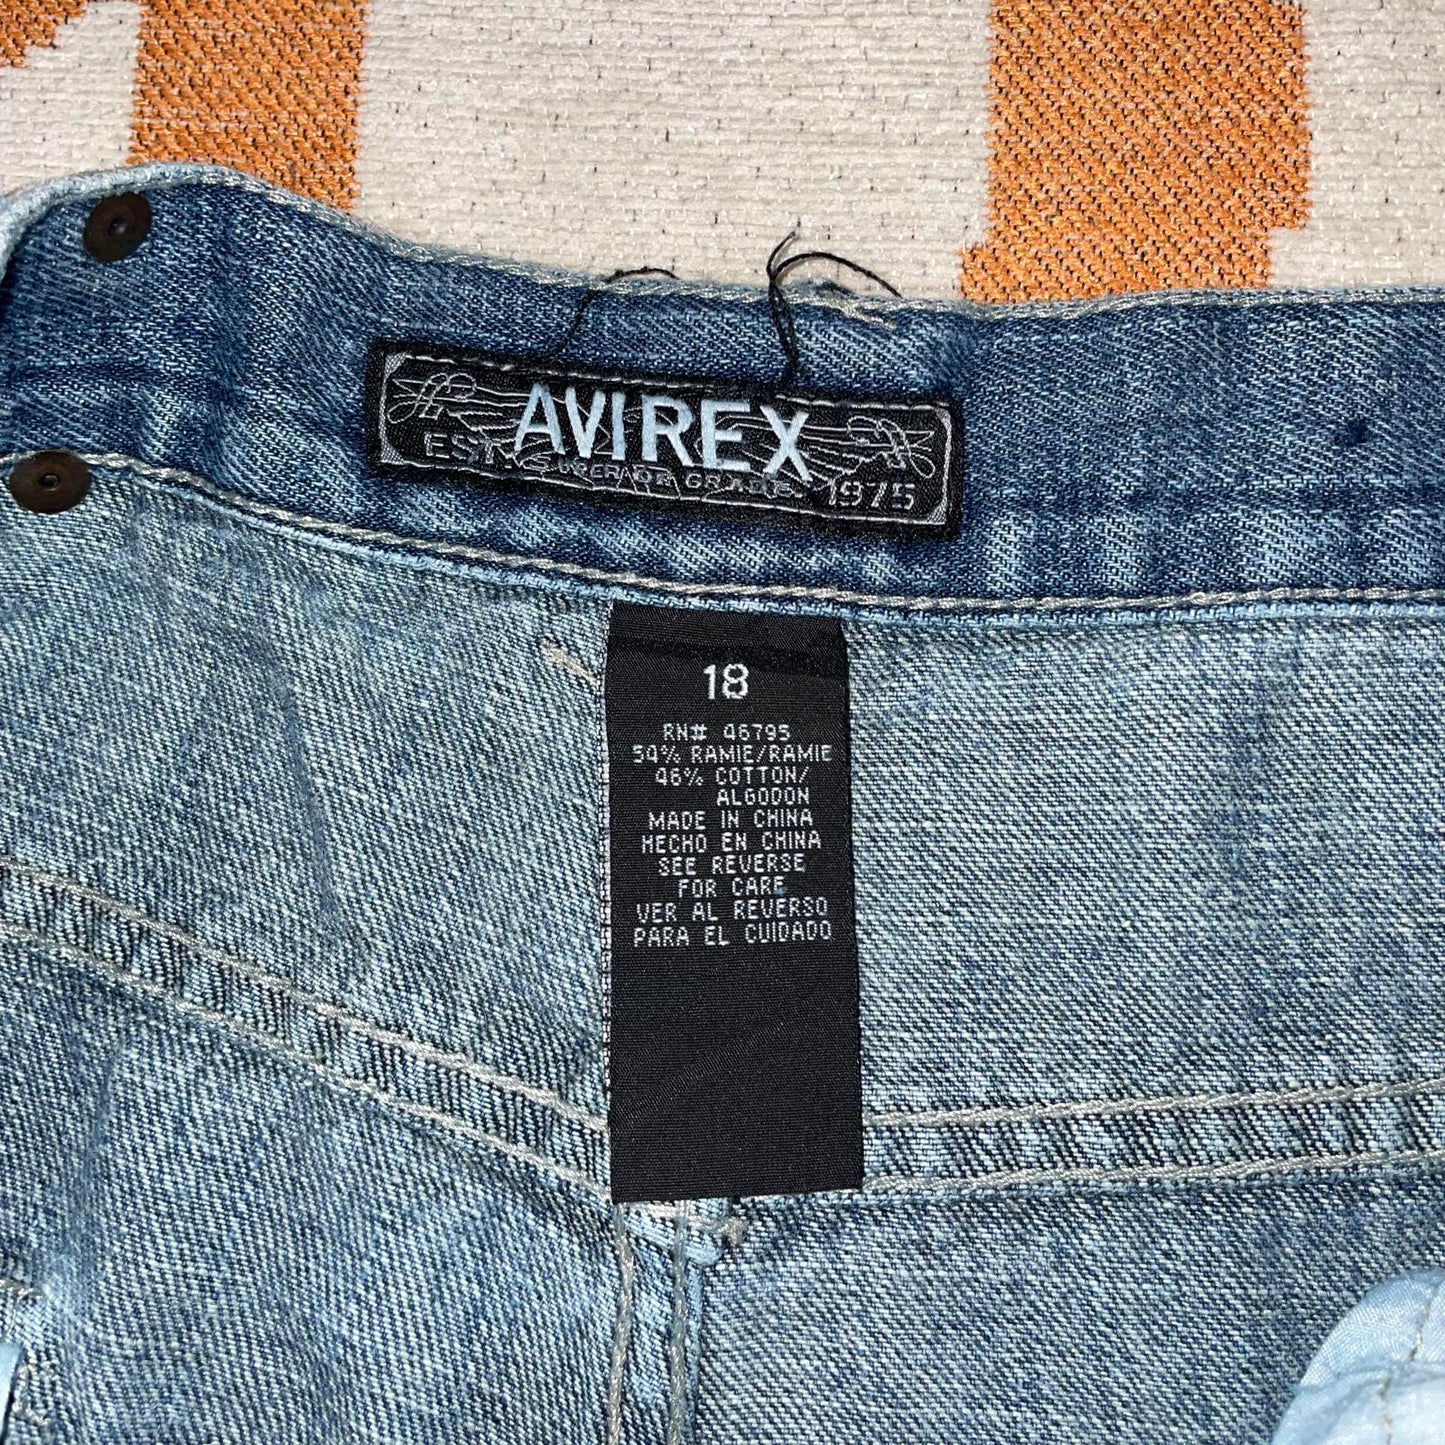 AVIREX
EST. 1975
18
RN# 46795
54% RAMIE/RAMIE
46% COTTON/
ALGODON
MADE IN CHINA
HECHO EN CHINA
SEE REVERSE
FOR CARE
VER AL REVERSO
PARA EL CUIDADO